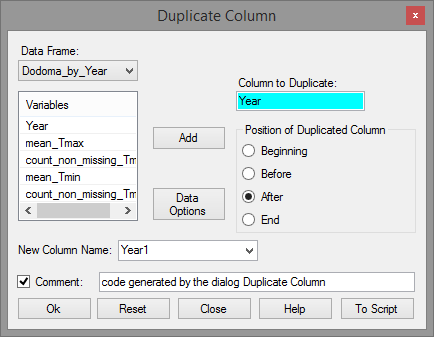 Duplicate Column
x
Data Frame:
Dodoma_by_Year
Column to Duplicate:
Year
Variables
Year
mean_Tmax
count_non_missing_Tm
mean_Tmin
count_non_missing_Tm
Add
Data
Options
Position of Duplicated Column
Beginning
Before
After
End
New Column Name: Year1
Comment: code generated by the dialog Duplicate Column
Ok Reset Close Help To Script